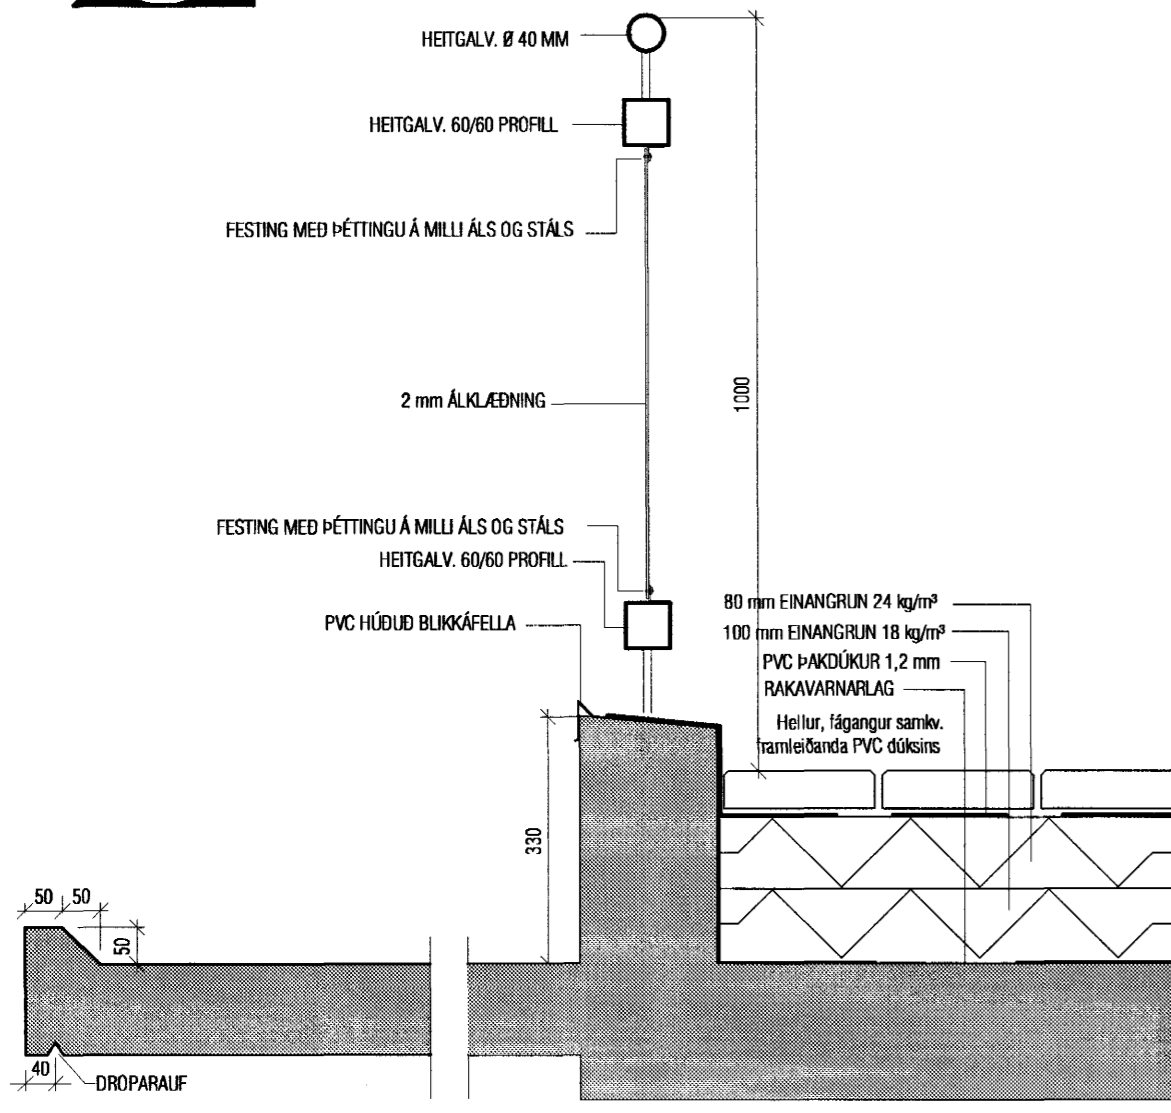 HEITGALV. Ø 40 MM
HEITGALV. 60/60 PROFILL
FESTING MEÐ ÞÉTTINGU Á MILLI ÁLS OG STÁLS
1000
2 mm ÁLKLÆÐNING
FESTING MEÐ ÞÉTTINGU Á MILLI ÁLS OG STÁLS
HEITGALV. 60/60 PROFILL
PVC HÚÐUÐ BLIKKÁFELLA
80 mm EINANGRUN 24 kg/m³
100 mm EINANGRUN 18 kg/m³
PVC ÞAKDÚKUR 1,2 mm
RAKAVARNARLAG
Hellur, fágangur samkv.
framleiðanda PVC dúksins
330
50
50
50
40
DROPARAUF